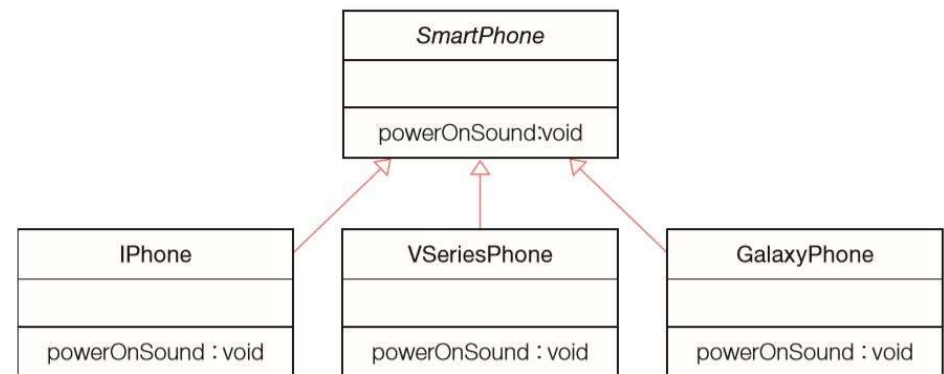 SmartPhone
powerOnSound:void
IPhone
VSeriesPhone
GalaxyPhone
powerOnSound : void
powerOnSound : void
powerOnSound : void